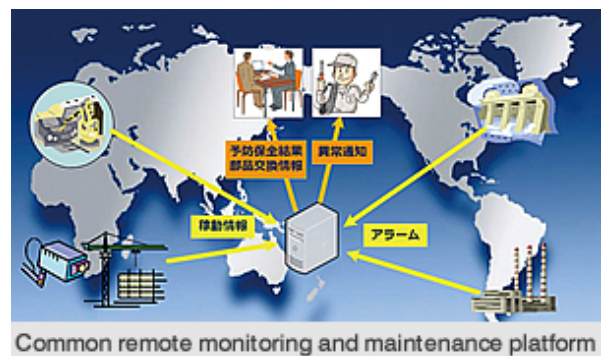 予防保全結果
部品交換情報
異常通知
稼動情報
アラーム
Common remote monitoring and maintenance platform